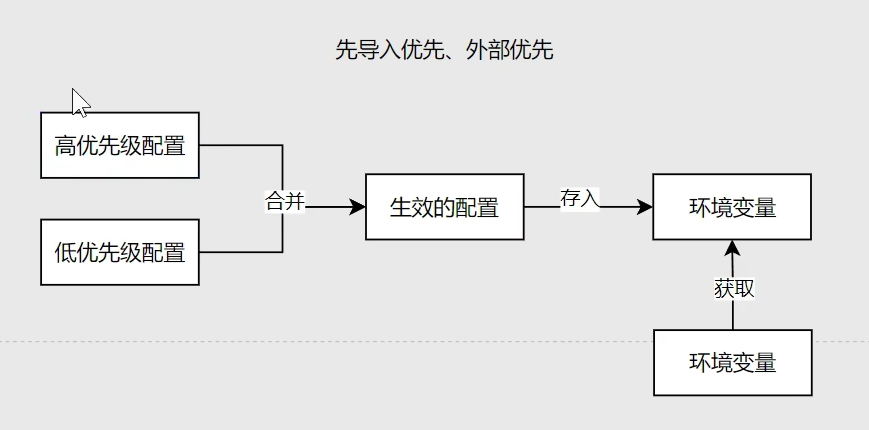 先导入优先、外部优先
高优先级配置
合并
低优先级配置
生效的配置
存入
环境变量
获取
环境变量